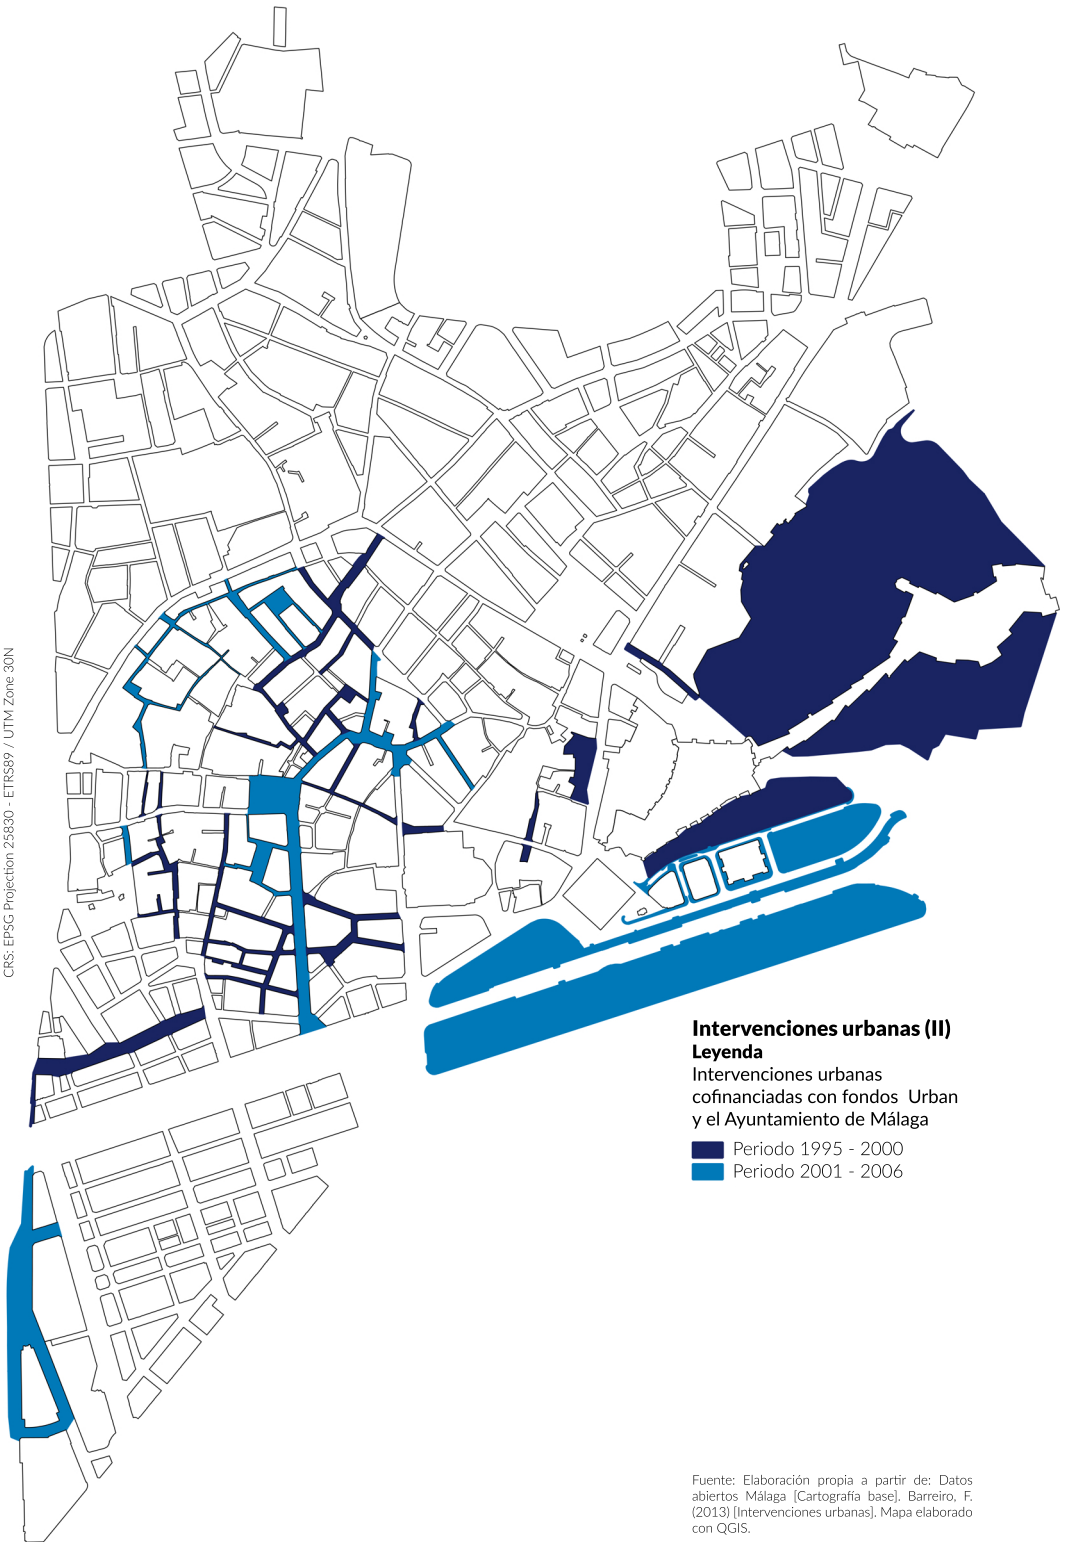 CRS: EPSG Projection 25830 - ETRS89 / UTM Zone 30N
Intervenciones urbanas (II)
Leyenda
Intervenciones urbanas
cofinanciadas con fondos Urban
y el Ayuntamiento de Málaga
Periodo 1995 - 2000
Periodo 2001 - 2006
Fuente: Elaboración propia a partir de: Datos
abiertos Málaga [Cartografía base]. Barreiro, F.
(2013) [Intervenciones urbanas]. Mapa elaborado
con QGIS.